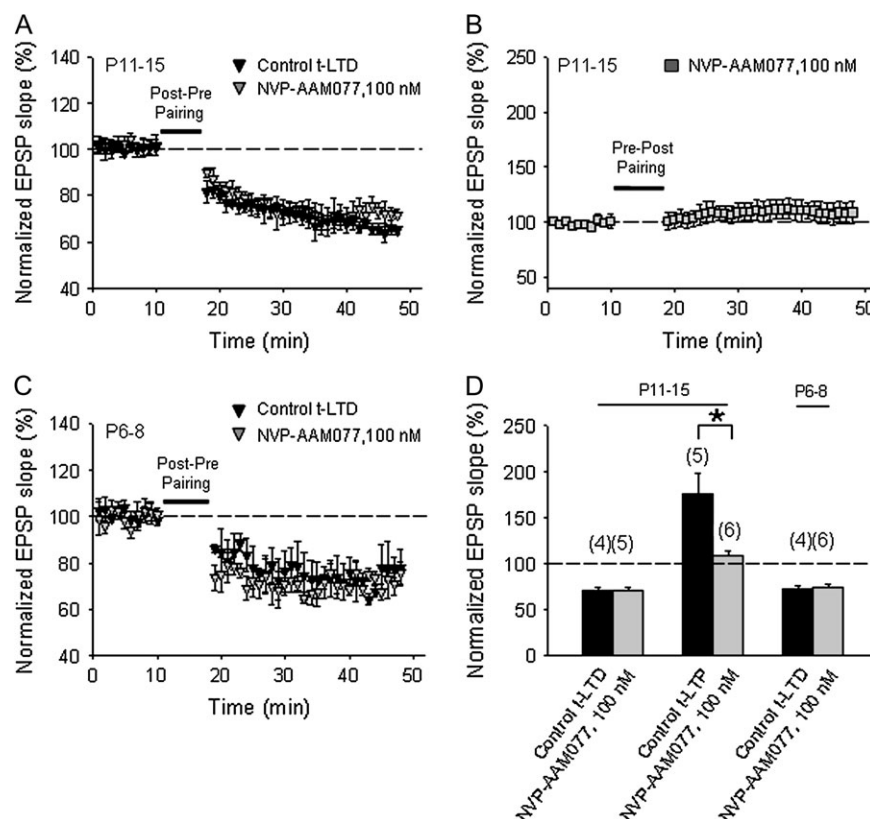 A
Normalized EPSP slope (%)
140
120
100
80
60
40
P11-15
Control t-LTD
NVP-AAM077,100 nM
Post-Pre
Pairing
0 10 20 30 40 50
Time (min)
B
Normalized EPSP slope (%)
250
200
150
100
50
P11-15
NVP-AAM077,100 nM
Pre-Post
Pairing
0 10 20 30 40 50
Time (min)
C
Normalized EPSP slope (%)
140
120
100
80
60
40
P6-8
Control t-LTD
NVP-AAM077,100 nM
Post-Pre
Pairing
0 10 20 30 40 50
Time (min)
D
Normalized EPSP slope (%)
250
200
150
100
50
0
P11-15
P6-8
*
(4)(5)
(5)
(6)
(4)(6)
Control t-LTD
NVP-AAM077, 100 nM
Control t-LTP
NVP-AAM077, 100 nM
Control t-LTD
NVP-AAM077, 100 nM